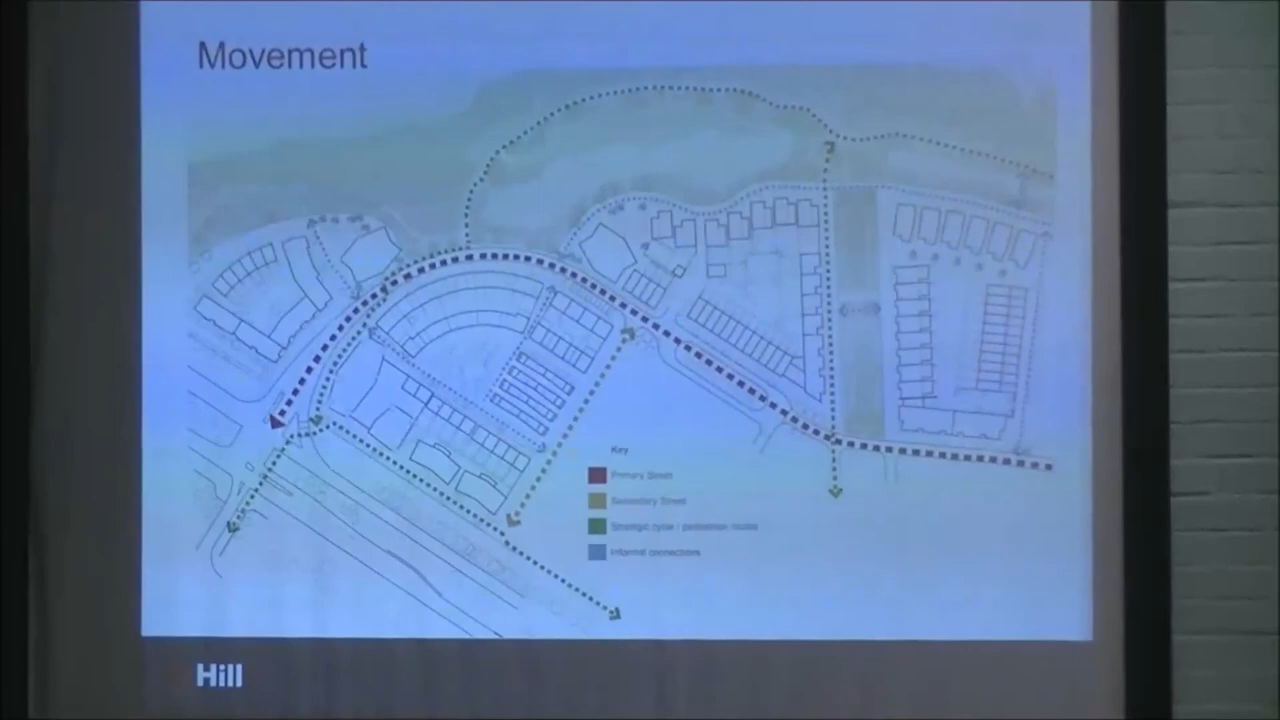 Movement
Key
Primary Street
Secondary Street
Strategic cycle / pedestrian routes
Informal connections
Hill